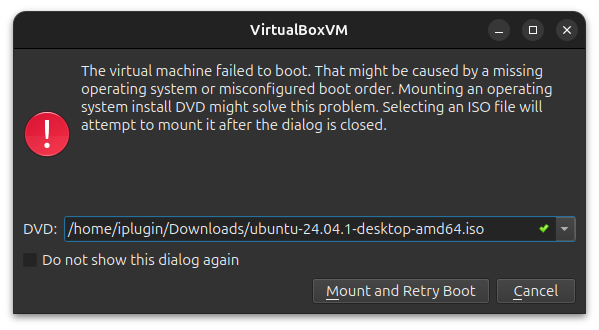 VirtualBoxVM
The virtual machine failed to boot. That might be caused by a missing
operating system or misconfigured boot order. Mounting an operating
system install DVD might solve this problem. Selecting an ISO file will
attempt to mount it after the dialog is closed.
DVD: /home/iplugin/Downloads/ubuntu-24.04.1-desktop-amd64.iso
Do not show this dialog again
Mount and Retry Boot Cancel